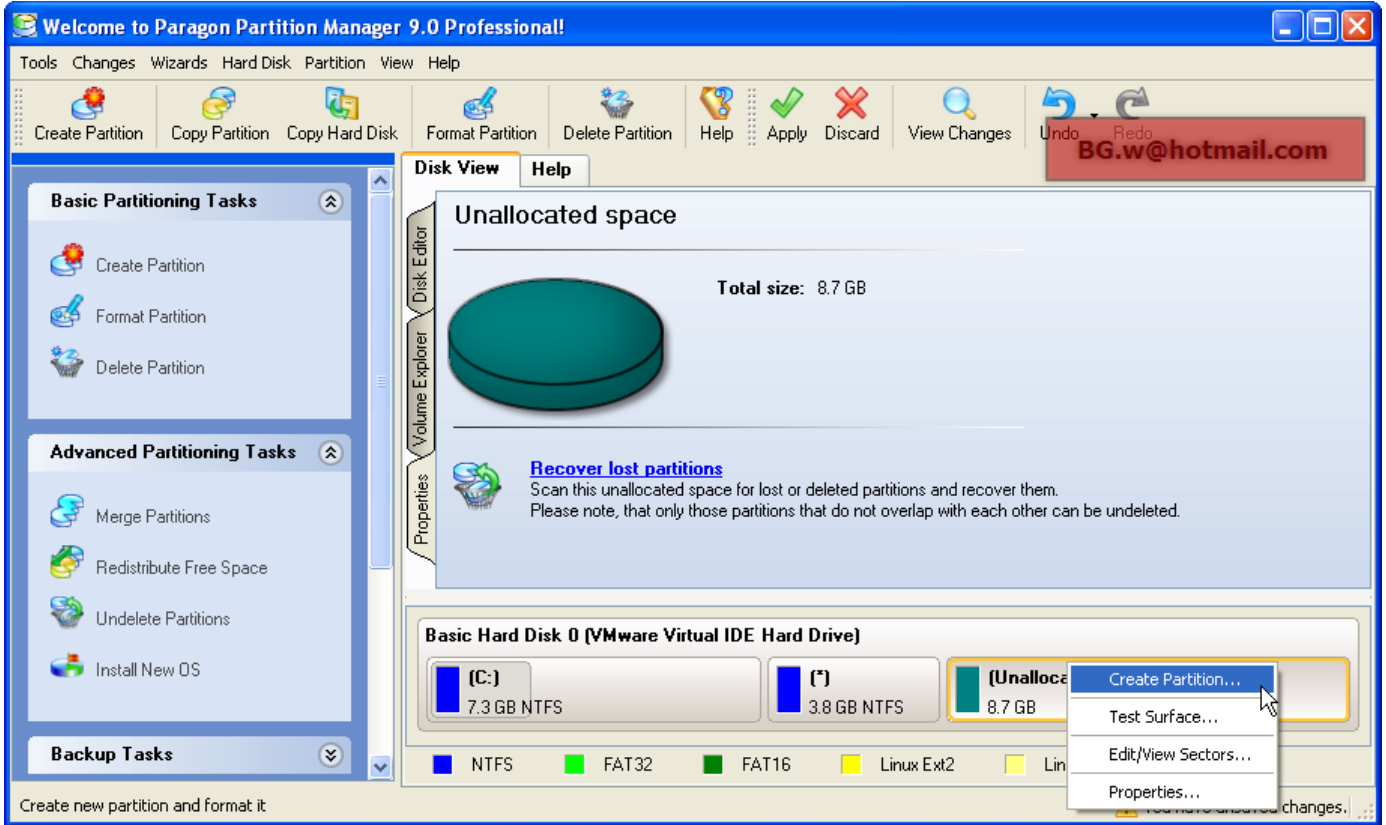 Welcome to Paragon Partition Manager 9.0 Professional!
Tools Changes Wizards Hard Disk Partition View Help
Create Partition Copy Partition Copy Hard Disk Format Partition Delete Partition Help Apply Discard View Changes Undo Redo
BG.w@hotmail.com
Disk View Help
Basic Partitioning Tasks
Create Partition
Format Partition
Delete Partition
Advanced Partitioning Tasks
Merge Partitions
Redistribute Free Space
Undelete Partitions
Install New OS
Backup Tasks
Disk Editor
Volume Explorer
Properties
Unallocated space
Total size: 8.7 GB
Recover lost partitions
Scan this unallocated space for lost or deleted partitions and recover them.
Please note, that only those partitions that do not overlap with each other can be undeleted.
Basic Hard Disk 0 (VMware Virtual IDE Hard Drive)
(C:)
7.3 GB NTFS
(*)
3.8 GB NTFS
(Unalloca
8.7 GB
Create Partition...
Test Surface...
Edit/View Sectors...
Properties...
NTFS FAT32 FAT16 Linux Ext2 Lin
Create new partition and format it
You have unsaved changes.